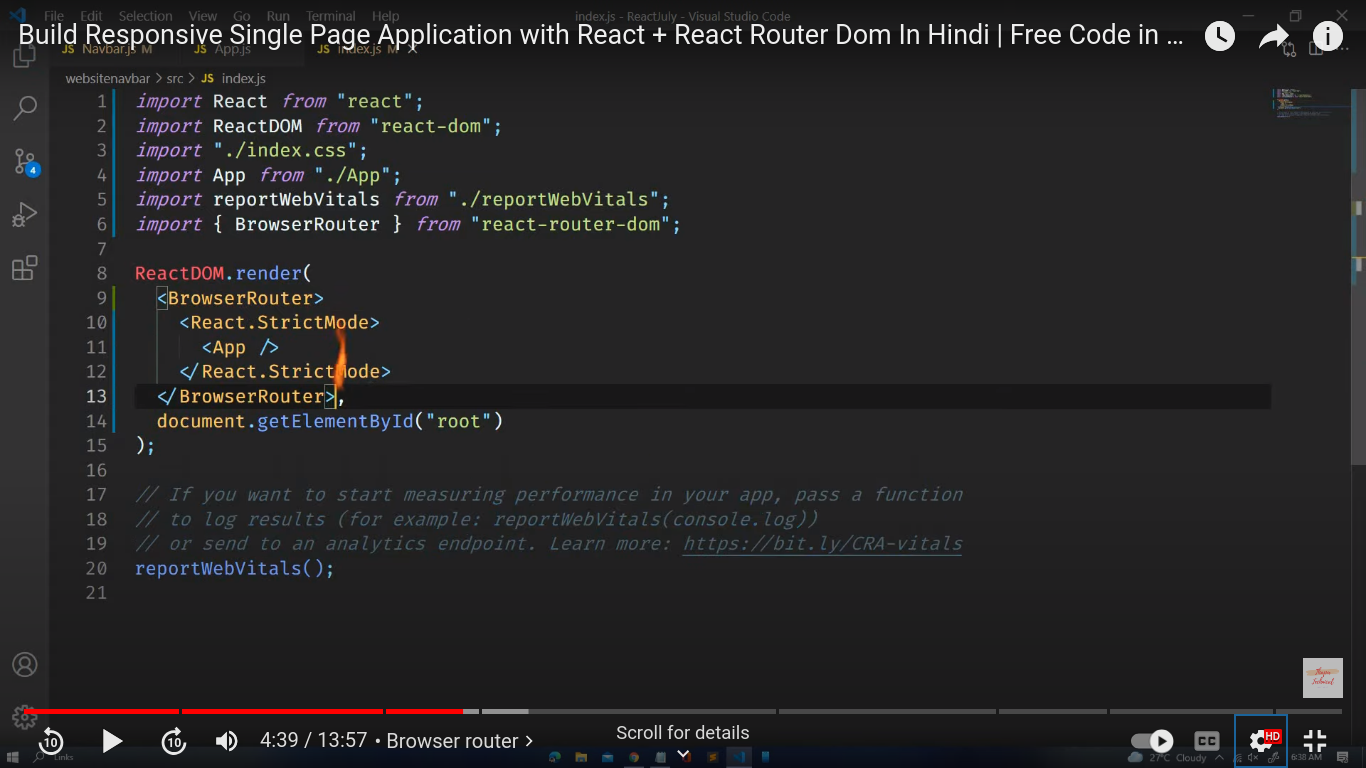 File Edit Selection View Go Run Terminal Help index.js - ReactJuly - Visual Studio Code
Build Responsive Single Page Application with React + React Router Dom In Hindi | Free Code in ...
JS Navbar.js M JS App.js JS index.js M
websitenavbar > src > JS index.js
1 import React from "react";
2 import ReactDOM from "react-dom";
3 import "./index.css";
4 import App from "./App";
5 import reportWebVitals from "./reportWebVitals";
6 import { BrowserRouter } from "react-router-dom";
7
8 ReactDOM.render(
9 <BrowserRouter>
10 <React.StrictMode>
11 <App />
12 </React.StrictMode>
13 </BrowserRouter>,
14 document.getElementById("root")
15 );
16
17 // If you want to start measuring performance in your app, pass a function
18 // to log results (for example: reportWebVitals(console.log))
19 // or send to an analytics endpoint. Learn more: https://bit.ly/CRA-vitals
20 reportWebVitals();
21
4
Thapa Technical
10 10 4:39 / 13:57 • Browser router >
Scroll for details
CC HD
Links 27°C Cloudy 6:38 AM